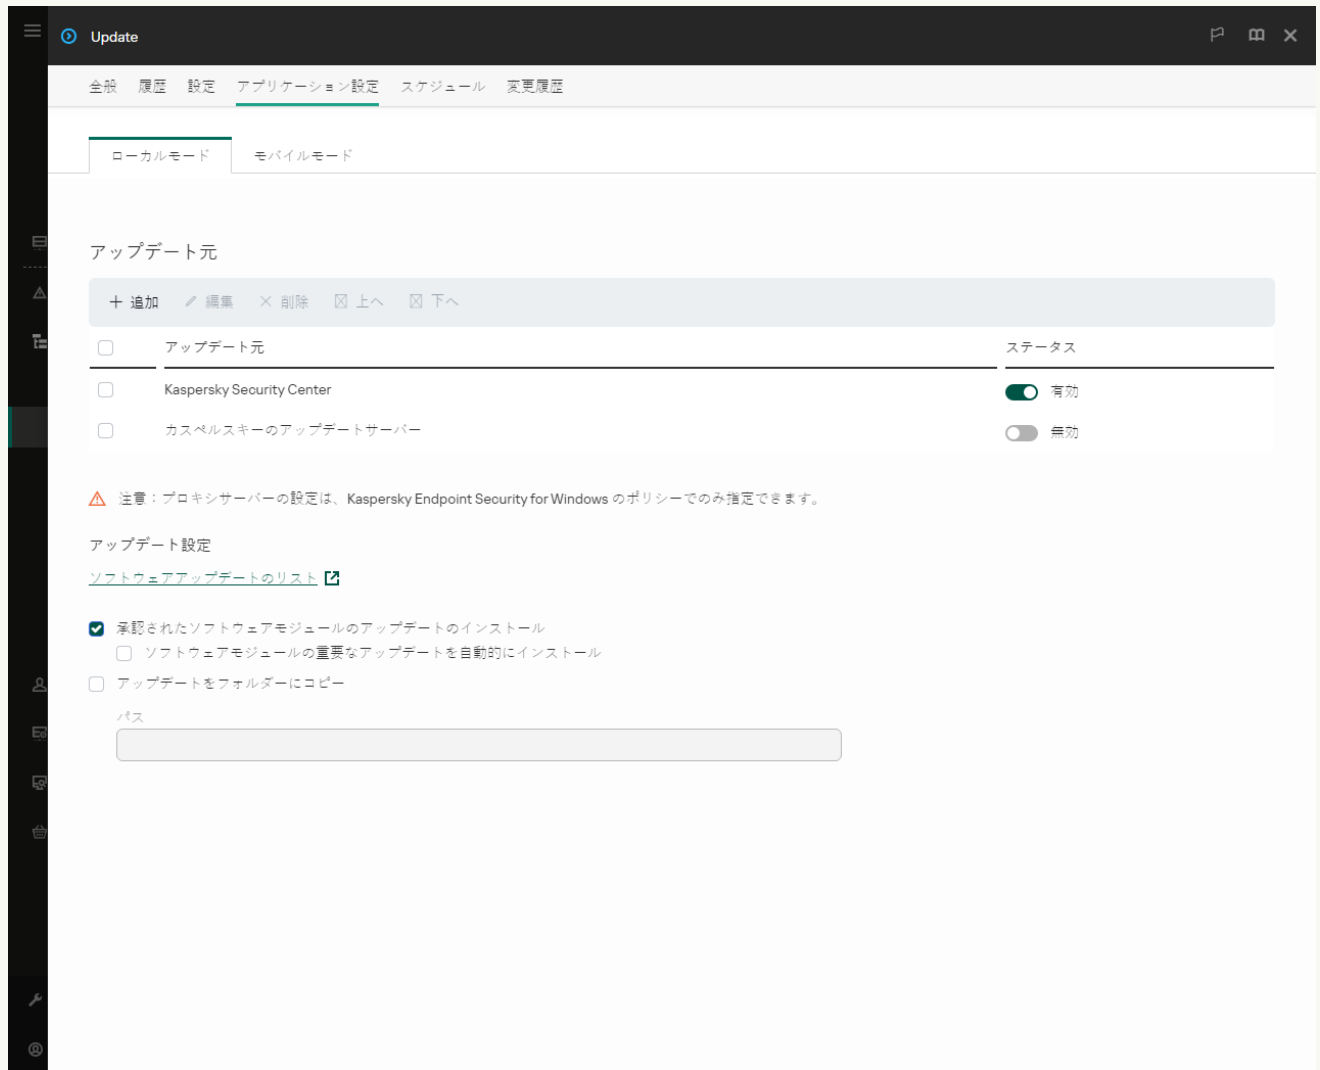 Update
全般 履歴 設定 アプリケーション設定 スケジュール 変更履歴
ローカルモード モバイルモード
アップデート元
追加 編集 削除 上へ 下へ
アップデート元 ステータス
Kaspersky Security Center 有効
カスペルスキーのアップデートサーバー 無効
注意：プロキシサーバーの設定は、Kaspersky Endpoint Security for Windows のポリシーでのみ指定できます。
アップデート設定
ソフトウェアアップデートのリスト
承認されたソフトウェアモジュールのアップデートのインストール
ソフトウェアモジュールの重要なアップデートを自動的にインストール
アップデートをフォルダーにコピー
パス